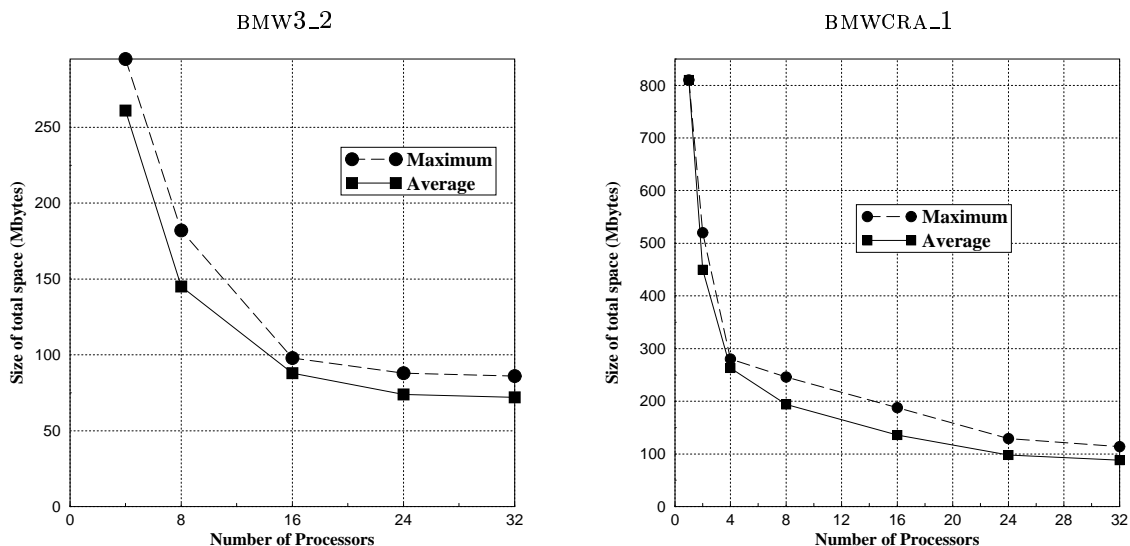 BMW3_2
250
200
150
100
50
0
Size of total space (Mbytes)
0 8 16 24 32
Number of Processors
Maximum
Average
BMWCRA_1
800
700
600
500
400
300
200
100
0
Size of total space (Mbytes)
0 4 8 12 16 20 24 28 32
Number of Processors
Maximum
Average